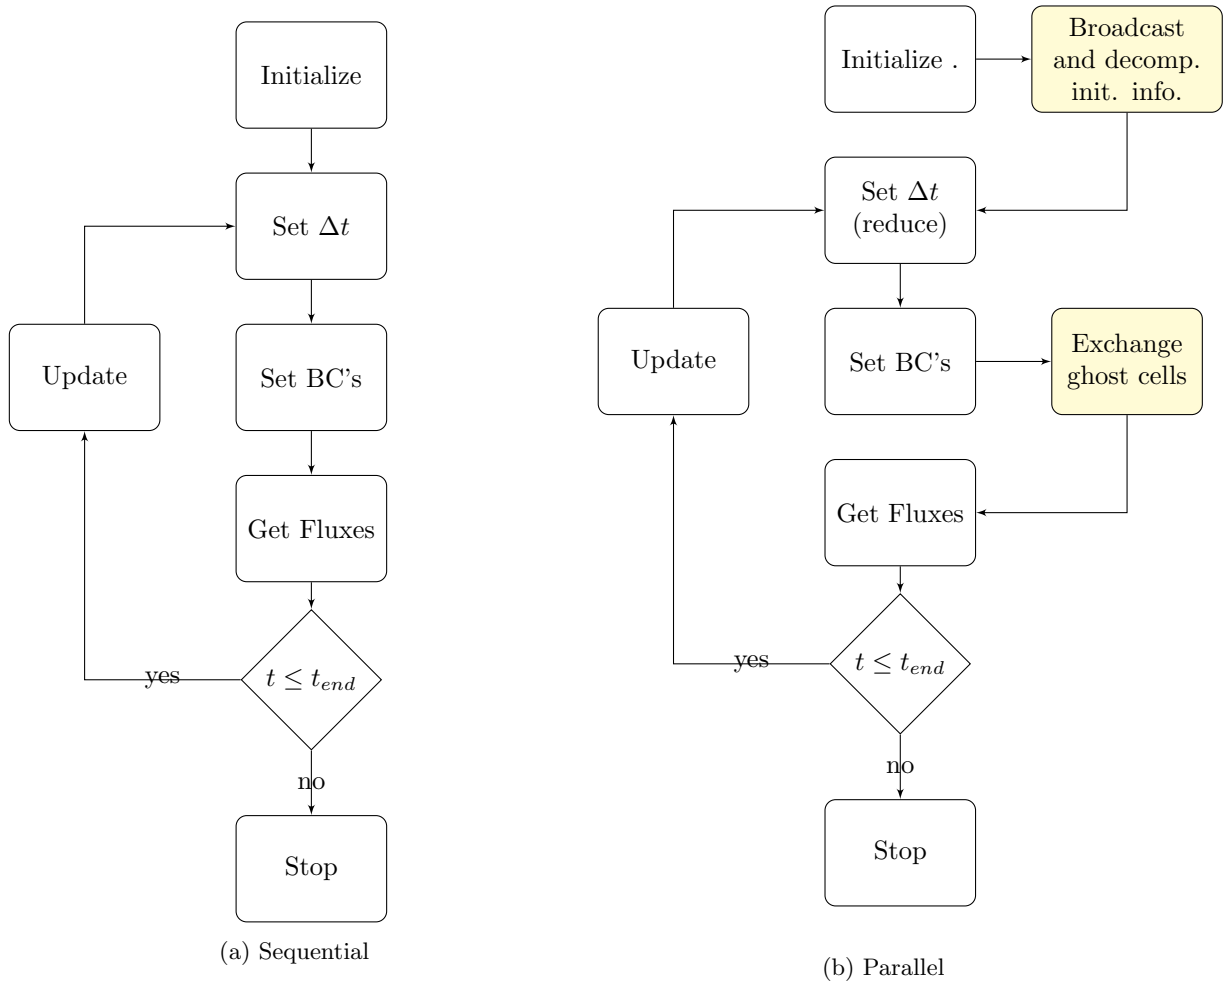 Initialize
Set Δt
Update
Set BC's
Get Fluxes
yes
t ≤ t_end
no
Stop
(a) Sequential
Initialize .
Broadcast
and decomp.
init. info.
Set Δt
(reduce)
Update
Set BC's
Exchange
ghost cells
Get Fluxes
yes
t ≤ t_end
no
Stop
(b) Parallel